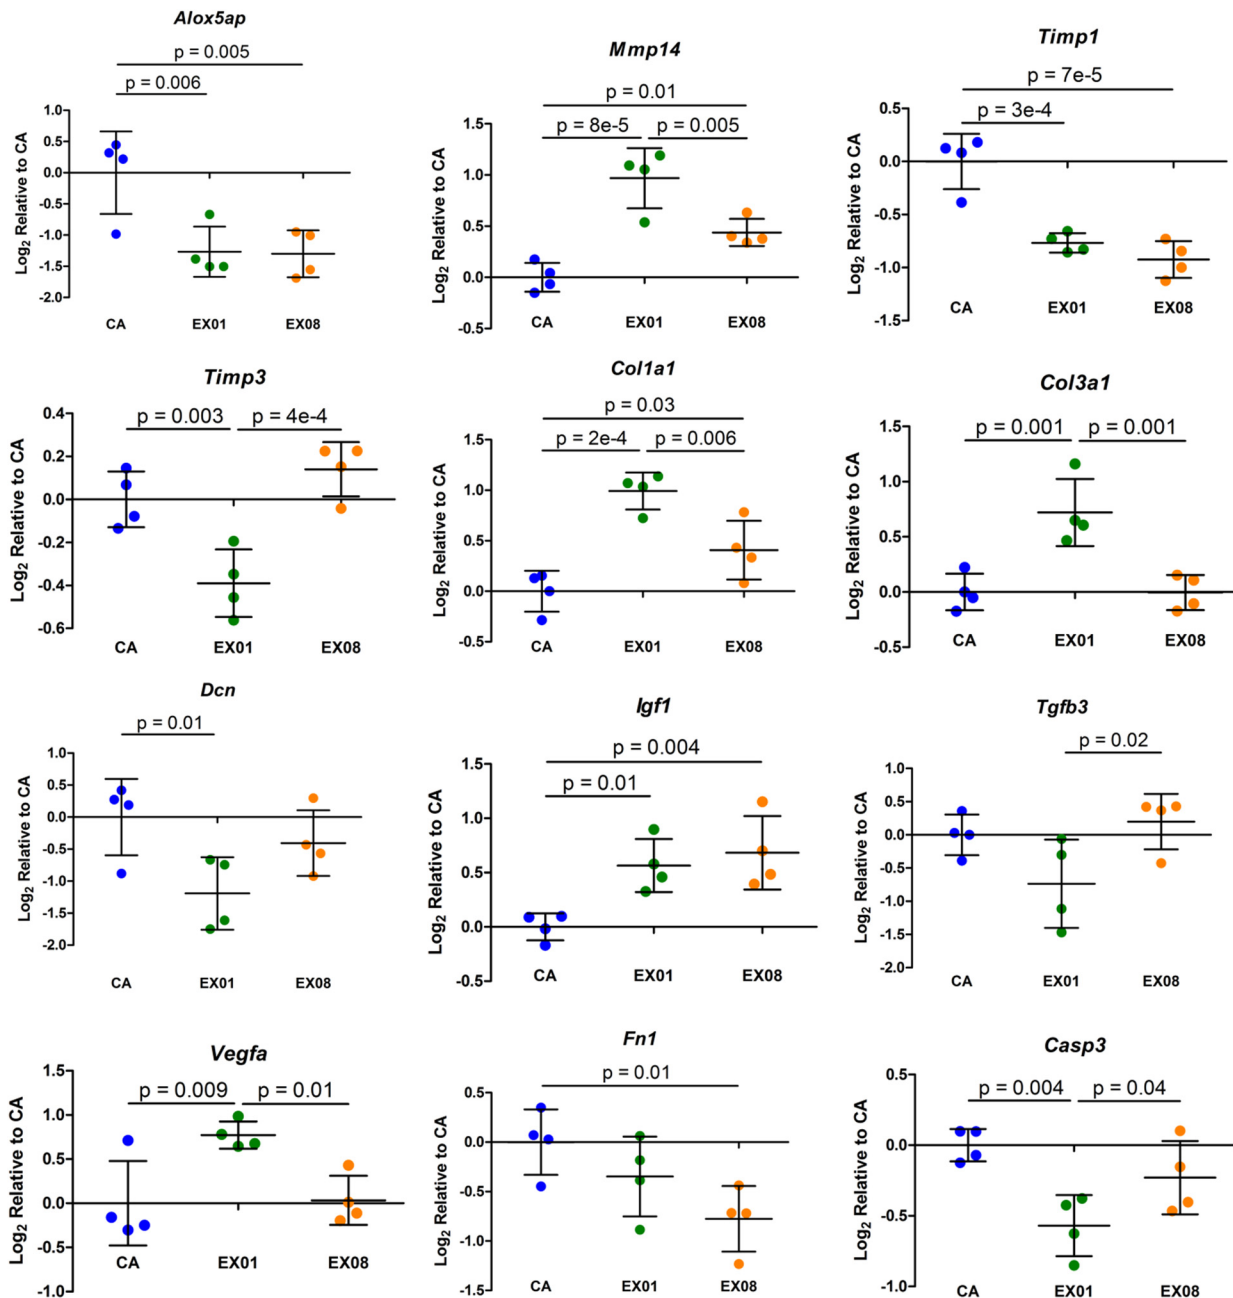 Alox5ap
p = 0.005
p = 0.006
Log2 Relative to CA
1.0
0.5
0.0
-0.5
-1.0
-1.5
-2.0
CA EX01 EX08
Mmp14
p = 0.01
p = 8e-5 p = 0.005
Log2 Relative to CA
1.5
1.0
0.5
0.0
-0.5
CA EX01 EX08
Timp1
p = 7e-5
p = 3e-4
Log2 Relative to CA
0.5
0.0
-0.5
-1.0
-1.5
CA EX01 EX08
Timp3
p = 0.003 p = 4e-4
Log2 Relative to CA
0.4
0.2
0.0
-0.2
-0.4
-0.6
CA EX01 EX08
Col1a1
p = 0.03
p = 2e-4 p = 0.006
Log2 Relative to CA
1.5
1.0
0.5
0.0
-0.5
CA EX01 EX08
Col3a1
p = 0.001 p = 0.001
Log2 Relative to CA
1.5
1.0
0.5
0.0
-0.5
CA EX01 EX08
Dcn
p = 0.01
Log2 Relative to CA
1.0
0.5
0.0
-0.5
-1.0
-1.5
-2.0
CA EX01 EX08
Igf1
p = 0.004
p = 0.01
Log2 Relative to CA
1.5
1.0
0.5
0.0
-0.5
CA EX01 EX08
Tgfb3
p = 0.02
Log2 Relative to CA
1.0
0.5
0.0
-0.5
-1.0
-1.5
-2.0
CA EX01 EX08
Vegfa
p = 0.009 p = 0.01
Log2 Relative to CA
1.5
1.0
0.5
0.0
-0.5
-1.0
CA EX01 EX08
Fn1
p = 0.01
Log2 Relative to CA
0.5
0.0
-0.5
-1.0
-1.5
CA EX01 EX08
Casp3
p = 0.004 p = 0.04
Log2 Relative to CA
0.5
0.0
-0.5
-1.0
CA EX01 EX08